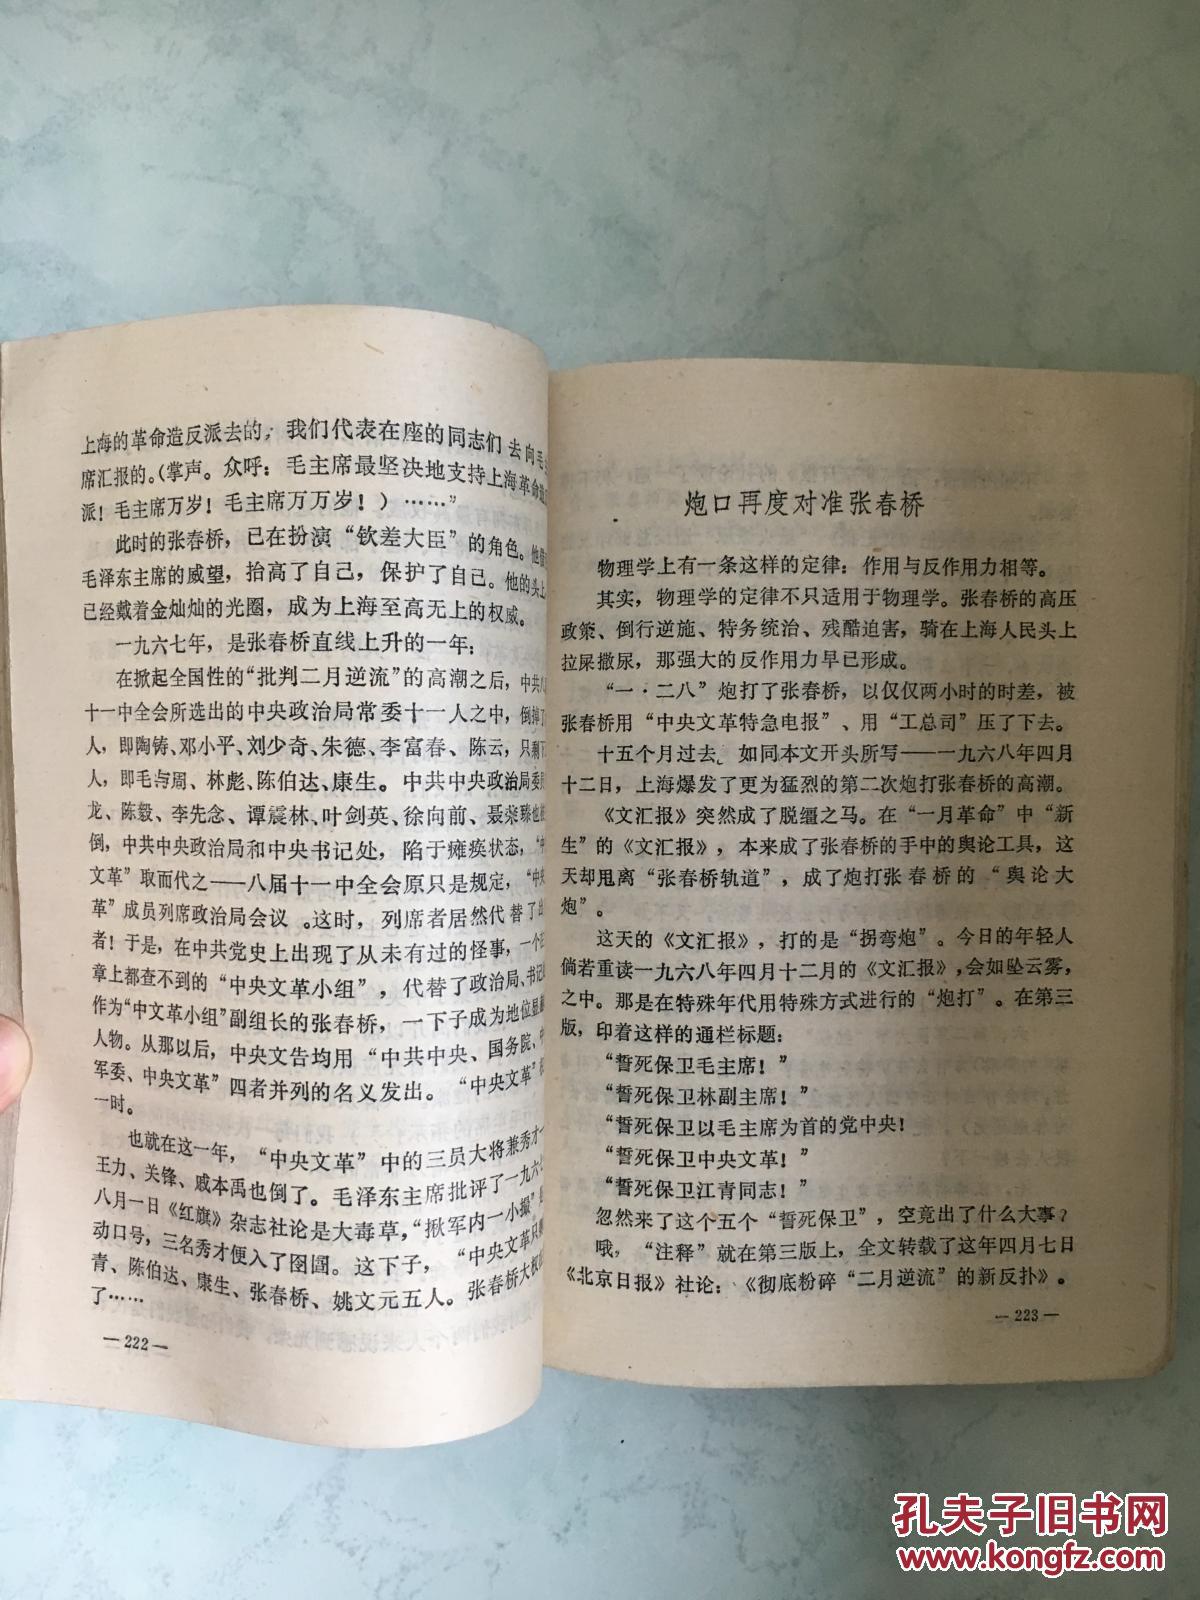 上海的革命造反派去的，我们代表在座的同志们去向毛
席汇报的。（掌声。众呼：毛主席最坚决地支持上海革命
派！毛主席万岁！毛主席万万岁！）……”
此时的张春桥，已在扮演“钦差大臣”的角色。他
毛泽东主席的威望，抬高了自己，保护了自己。他的头上
已经戴着金灿灿的光圈，成为上海至高无上的权威。
一九六七年，是张春桥直线上升的一年：
在掀起全国性的“批判二月逆流”的高潮之后，中共八
十一中全会所选出的中央政治局常委十一人之中，倒掉了
人，即陶铸、邓小平、刘少奇、朱德、李富春、陈云，只剩下
人，即毛与周、林彪、陈伯达、康生。中共中央政治局委员
龙、陈毅、李先念、谭震林、叶剑英、徐向前、聂荣臻也
倒，中共中央政治局和中央书记处，陷于瘫痪状态，“中
文革”取而代之——八届十一中全会原只是规定，“中央
革”成员列席政治局会议。这时，列席者居然代替了
者！于是，在中共党史上出现了从未有过的怪事，一个
章上都查不到的“中央文革小组”，代替了政治局、书记
作为“中文革小组”副组长的张春桥，一下子成为地位显
人物。从那以后，中央文告均用“中共中央、国务院、中
军委、中央文革”四者并列的名义发出。“中央文革”
一时。
也就在这一年，“中央文革”中的三员大将兼秀才
王力、关锋、戚本禹也倒了。毛泽东主席批评了一九六七
八月一日《红旗》杂志社论是大毒草，“揪军内一小撮”
动口号，三名秀才便入了囹圄。这下子，“中央文革只
青、陈伯达、康生、张春桥、姚文元五人。张春桥大权
了……
—222—
炮口再度对准张春桥
物理学上有一条这样的定律：作用与反作用力相等。
其实，物理学的定律不只适用于物理学。张春桥的高压
政策、倒行逆施、特务统治、残酷迫害，骑在上海人民头上
拉屎撒尿，那强大的反作用力早已形成。
“一·二八”炮打了张春桥，以仅仅两小时的时差，被
张春桥用“中央文革特急电报”、用“工总司”压了下去。
十五个月过去。如同本文开头所写——一九六八年四月
十二日，上海爆发了更为猛烈的第二次炮打张春桥的高潮。
《文汇报》突然成了脱缰之马。在“一月革命”中“新
生”的《文汇报》，本来成了张春桥的手中的舆论工具，这
天却甩离“张春桥轨道”，成了炮打张春桥的“舆论大
炮”。
这天的《文汇报》，打的是“拐弯炮”。今日的年轻人
倘若重读一九六八年四月十二月的《文汇报》，会如坠云雾，
之中。那是在特殊年代用特殊方式进行的“炮打”。在第三
版，印着这样的通栏标题：
“誓死保卫毛主席！”
“誓死保卫林副主席！”
“誓死保卫以毛主席为首的党中央！
“誓死保卫中央文革！”
“誓死保卫江青同志！”
忽然来了这个五个“誓死保卫”，空竟出了什么大事？
哦，“注释”就在第三版上，全文转载了这年四月七日
《北京日报》社论：《彻底粉碎“二月逆流”的新反扑》。
—223—
孔夫子旧书网
www.kongfz.com